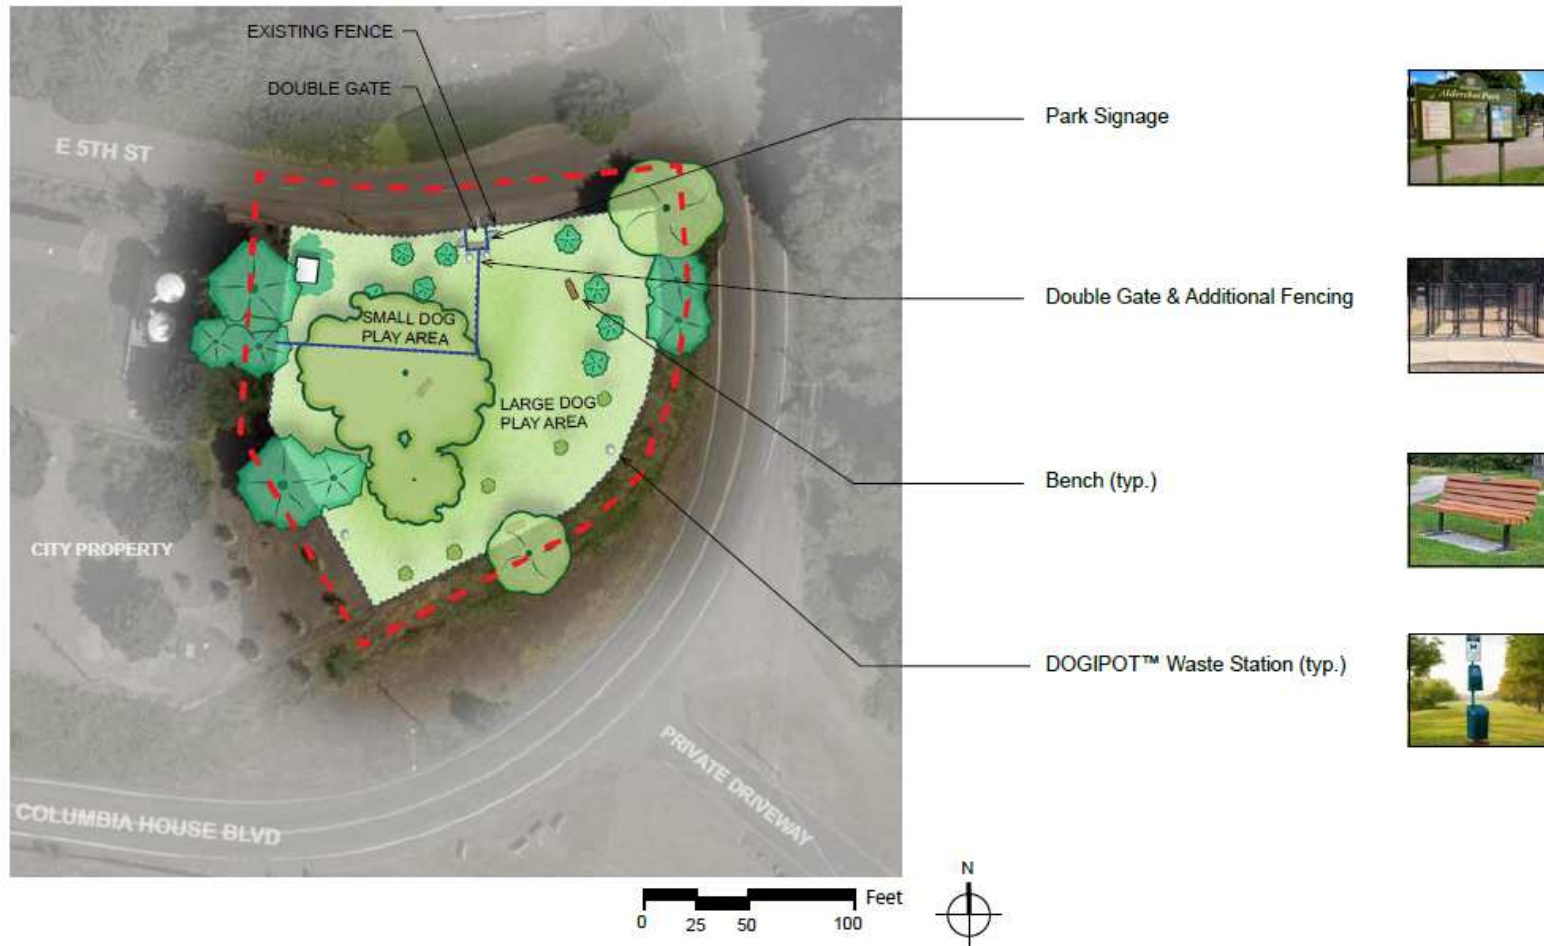 EXISTING FENCE
DOUBLE GATE
E 5TH ST
SMALL DOG
PLAY AREA
LARGE DOG
PLAY AREA
CITY PROPERTY
COLUMBIA HOUSE BLVD
PRIVATE DRIVEWAY
Park Signage
Double Gate & Additional Fencing
Bench (typ.)
DOGIPOT™ Waste Station (typ.)
0 25 50 100 Feet
N